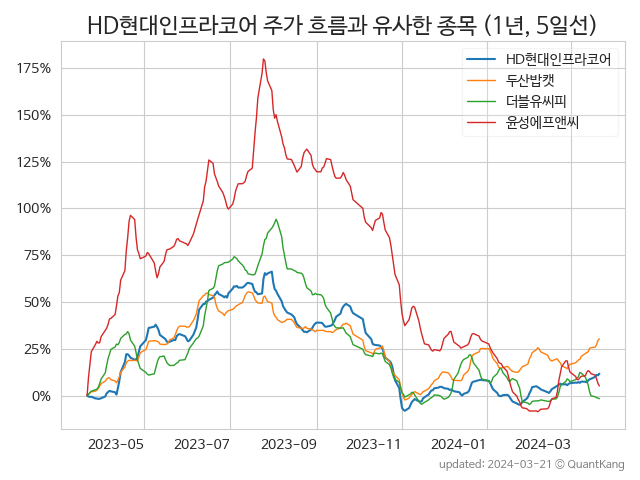 HD현대인프라코어 주가 흐름과 유사한 종목 (1년, 5일선)
HD현대인프라코어
두산밥캣
더블유씨피
윤성에프앤씨
175%
150%
125%
100%
75%
50%
25%
0%
2023-05 2023-07 2023-09 2023-11 2024-01 2024-03
updated: 2024-03-21 © QuantKang